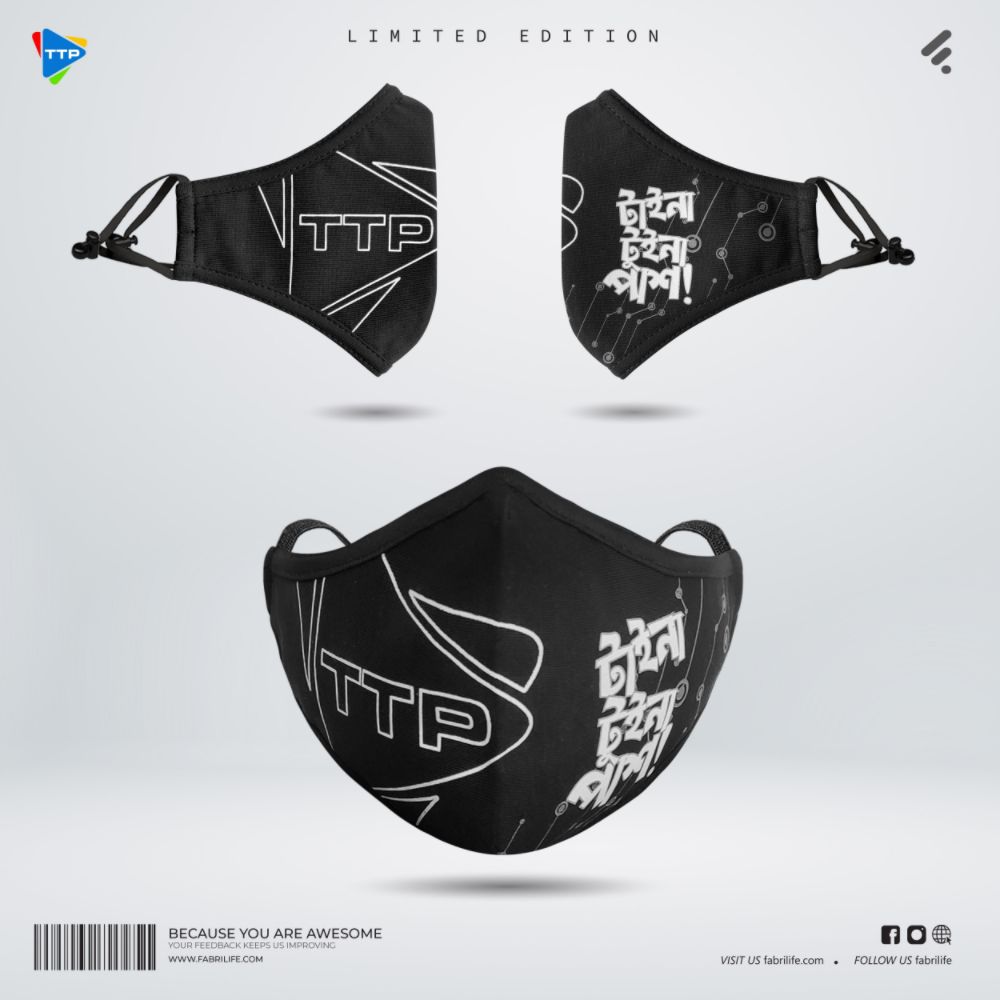 TTP
LIMITED EDITION
TTP
টাইনা
টুইনা
পাশ!
TTP
টাইনা
টুইনা
পাশ!
BECAUSE YOU ARE AWESOME
YOUR FEEDBACK KEEPS US IMPROVING
WWW.FABRILIFE.COM
VISIT US fabrilife.com • FOLLOW US fabrilife